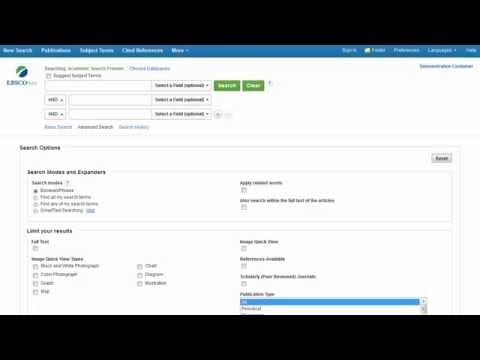 New Search Publications Subject Terms Cited References More Sign In Folder Preferences Languages Help
Searching: Academic Search Premier Choose Databases Demonstration Customer
Suggest Subject Terms
EBSCO
Select a Field (optional) Search Clear ?
AND Select a Field (optional)
AND Select a Field (optional)
Basic Search Advanced Search Search History
Search Options
Reset
Search Modes and Expanders
Search modes ? Apply related words
Boolean/Phrase
Find all my search terms Also search within the full text of the articles
Find any of my search terms
SmartText Searching Hint
Limit your results
Full Text Image Quick View
Image Quick View Types References Available
Black and White Photograph Chart
Color Photograph Diagram Scholarly (Peer Reviewed) Journals
Graph Illustration
Map Publication Type
All
Periodical